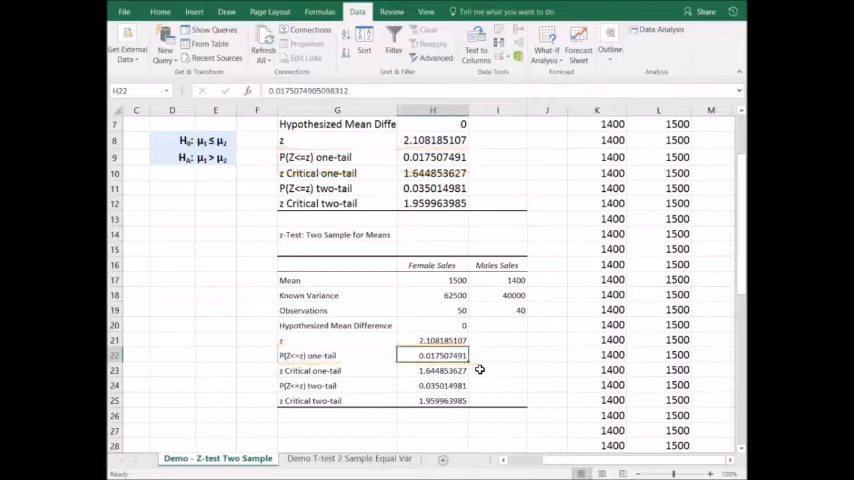 File Home Insert Draw Page Layout Formulas Data Review View Tell me what you want to do Share
Get External Data
New Query
Show Queries
From Table
Recent Sources
Get & Transform
Refresh All
Connections
Properties
Edit Links
Connections
Sort
Filter
Clear
Reapply
Advanced
Sort & Filter
Text to Columns
Data Tools
What-If Analysis
Forecast Sheet
Forecast
Outline
Data Analysis
Analysis
H22 fx 0.0175074905098312
C D E F G H I J K L M
7 Hypothesized Mean Diffe 0 1400 1500
8 H0: μ1 ≤ μ2 z 2.108185107 1400 1500
9 HA: μ1 > μ2 P(Z<=z) one-tail 0.017507491 1400 1500
10 z Critical one-tail 1.644853627 1400 1500
11 P(Z<=z) two-tail 0.035014981 1400 1500
12 z Critical two-tail 1.959963985 1400 1500
13 1400 1500
14 z-Test: Two Sample for Means 1400 1500
15 1400 1500
16 Female Sales Males Sales 1400 1500
17 Mean 1500 1400 1400 1500
18 Known Variance 62500 40000 1400 1500
19 Observations 50 40 1400 1500
20 Hypothesized Mean Difference 0 1400 1500
21 z 2.108185107 1400 1500
22 P(Z<=z) one-tail 0.017507491 1400 1500
23 z Critical one-tail 1.644853627 1400 1500
24 P(Z<=z) two-tail 0.035014981 1400 1500
25 z Critical two-tail 1.959963985 1400 1500
26 1400 1500
27 1400 1500
28 1400 1500
Demo - Z-test Two Sample Demo T-test 2 Sample Equal Var
Ready 100%